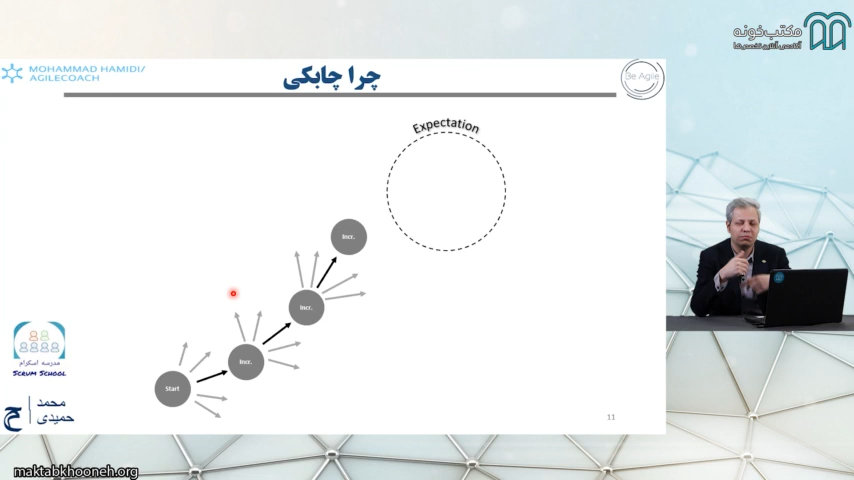 مکتب‌خونه
آکادمی آنلاین تخصص‌ها
MOHAMMAD HAMIDI/
AGILECOACH
چرا چابکی
Be Agile
Expectation
Incr.
Incr.
Incr.
Start
مدرسه اسکرام
SCRUM SCHOOL
محمد
حمیدی
ح
11
maktabkhooneh.org